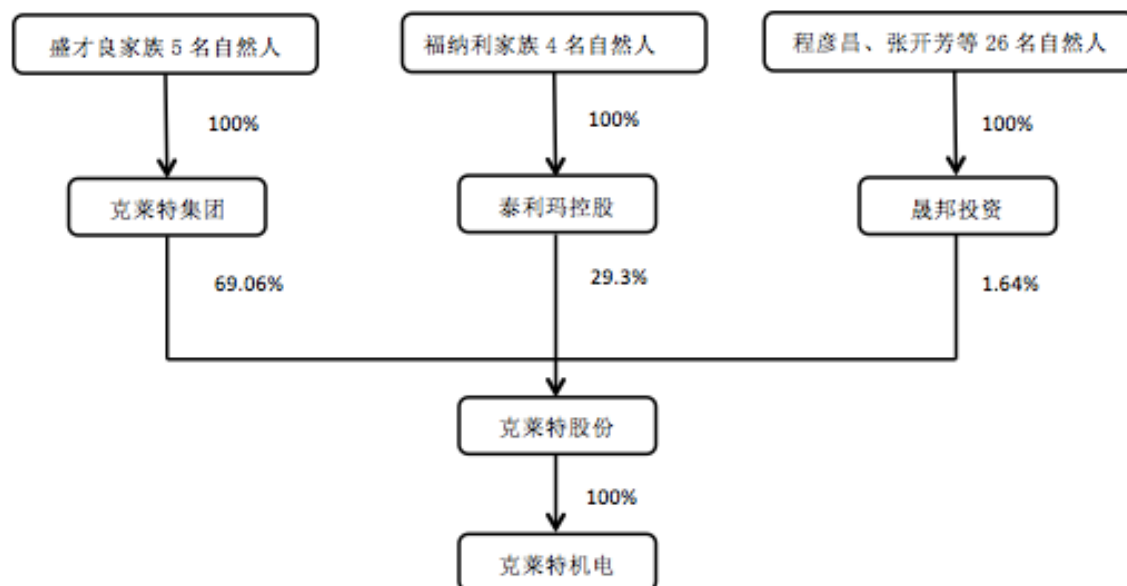 盛才良家族 5 名自然人
福纳利家族 4 名自然人
程彦昌、张开芳等 26 名自然人
100%
100%
100%
克莱特集团
泰利玛控股
晟邦投资
69.06%
29.3%
1.64%
克莱特股份
100%
克莱特机电